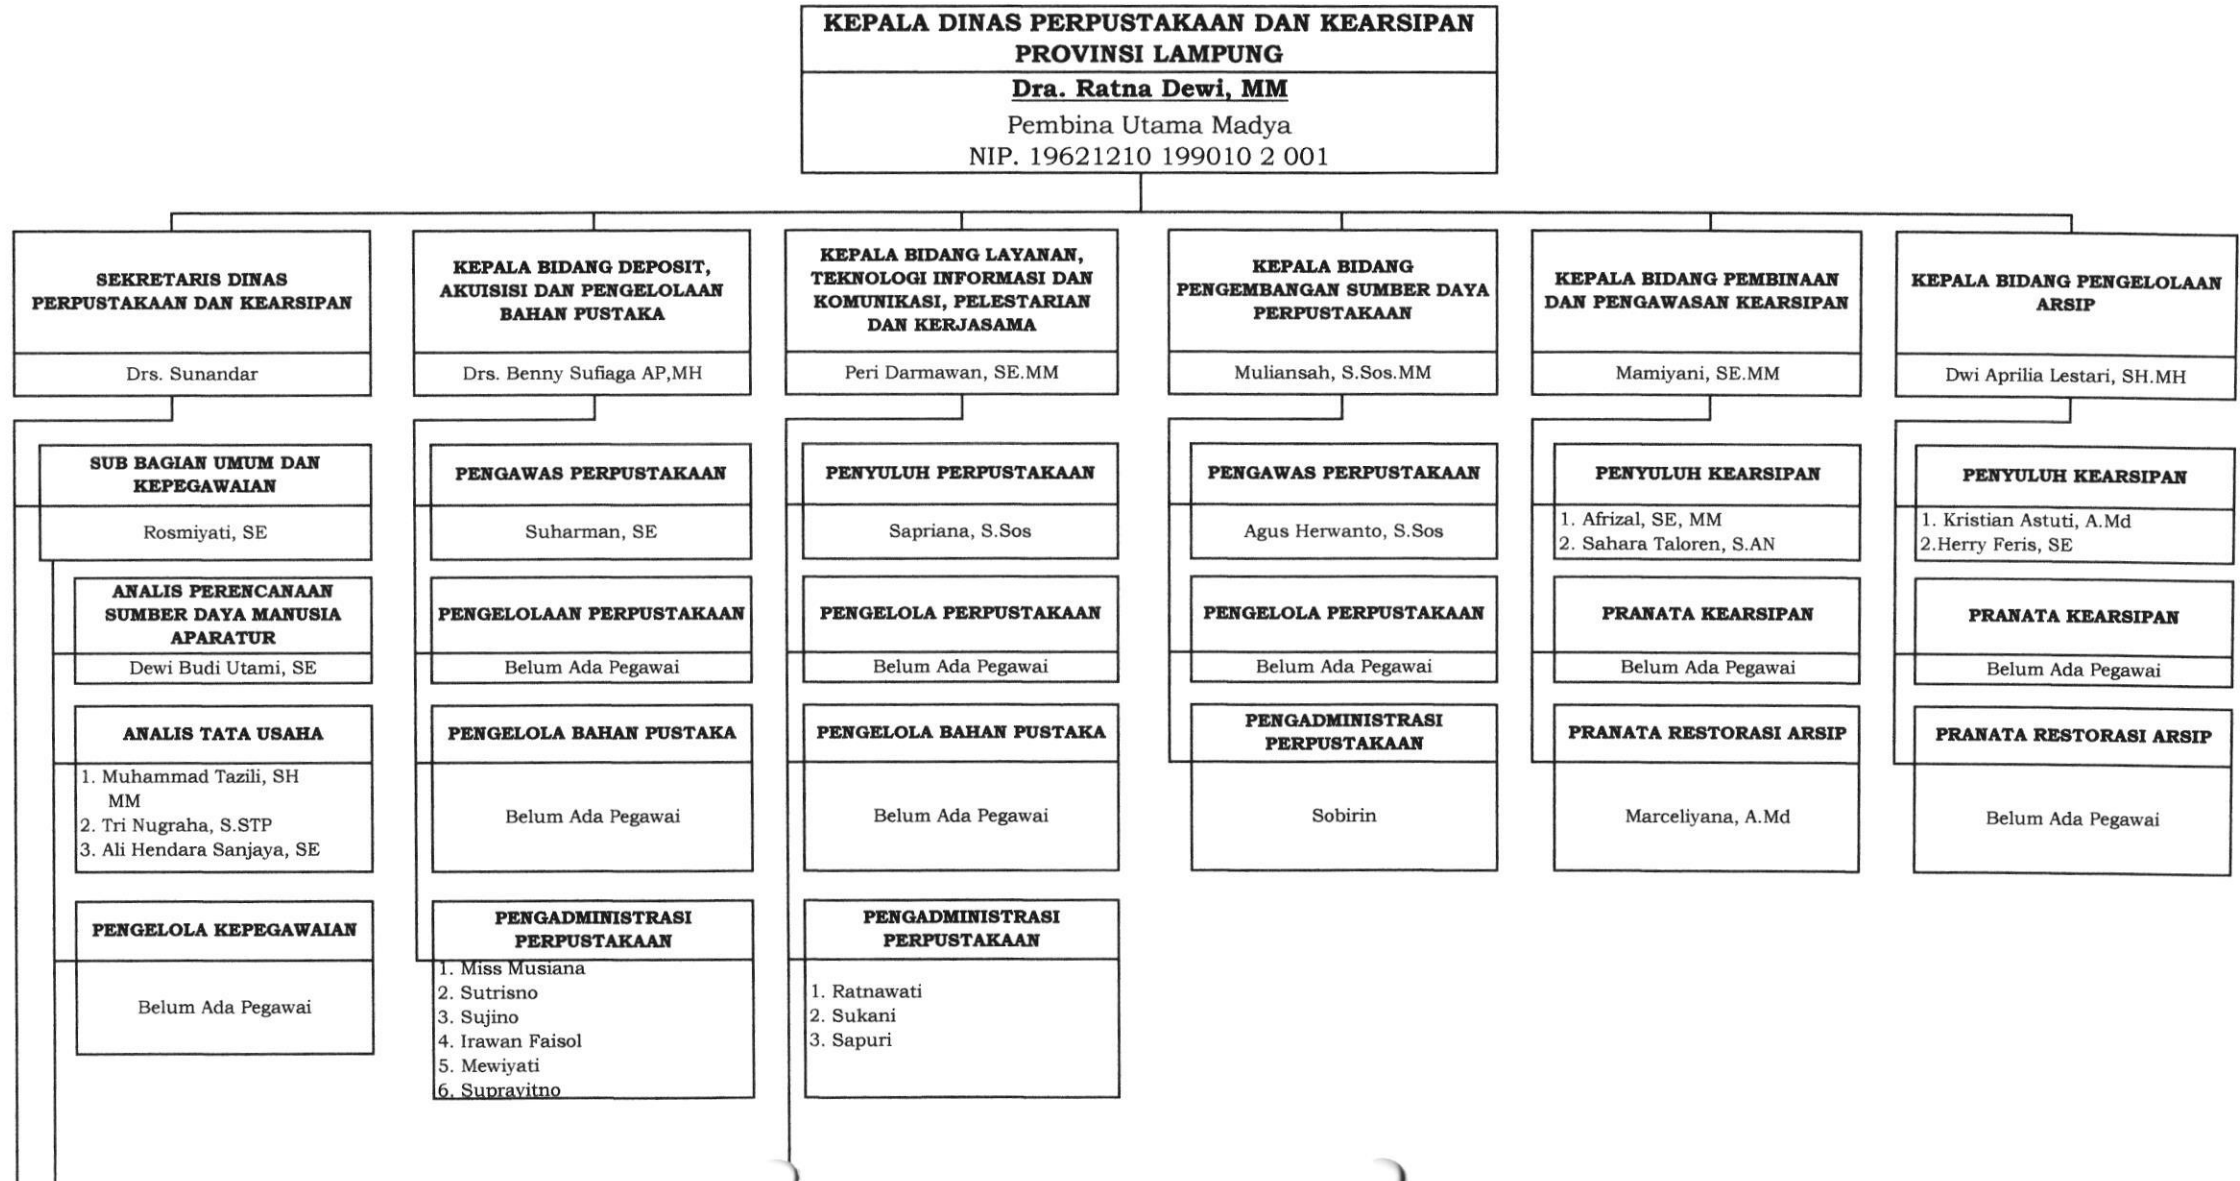 KEPALA DINAS PERPUSTAKAAN DAN KEARSIPAN
PROVINSI LAMPUNG
Dra. Ratna Dewi, MM
Pembina Utama Madya
NIP. 19621210 199010 2 001
SEKRETARIS DINAS
PERPUSTAKAAN DAN KEARSIPAN
Drs. Sunandar
SUB BAGIAN UMUM DAN
KEPEGAWAIAN
Rosmiyati, SE
ANALIS PERENCANAAN
SUMBER DAYA MANUSIA
APARATUR
Dewi Budi Utami, SE
ANALIS TATA USAHA
1. Muhammad Tazili, SH
MM
2. Tri Nugraha, S.STP
3. Ali Hendara Sanjaya, SE
PENGELOLA KEPEGAWAIAN
Belum Ada Pegawai
KEPALA BIDANG DEPOSIT,
AKUISISI DAN PENGELOLAAN
BAHAN PUSTAKA
Drs. Benny Sufiaga AP,MH
PENGAWAS PERPUSTAKAAN
Suharman, SE
PENGELOLAAN PERPUSTAKAAN
Belum Ada Pegawai
PENGELOLA BAHAN PUSTAKA
Belum Ada Pegawai
PENGADMINISTRASI
PERPUSTAKAAN
1. Miss Musiana
2. Sutrisno
3. Sujino
4. Irawan Faisol
5. Mewiyati
6. Suprayitno
KEPALA BIDANG LAYANAN,
TEKNOLOGI INFORMASI DAN
KOMUNIKASI, PELESTARIAN
DAN KERJASAMA
Peri Darmawan, SE.MM
PENYULUH PERPUSTAKAAN
Sapriana, S.Sos
PENGELOLA PERPUSTAKAAN
Belum Ada Pegawai
PENGELOLA BAHAN PUSTAKA
Belum Ada Pegawai
PENGADMINISTRASI
PERPUSTAKAAN
1. Ratnawati
2. Sukani
3. Sapuri
KEPALA BIDANG
PENGEMBANGAN SUMBER DAYA
PERPUSTAKAAN
Muliansah, S.Sos.MM
PENGAWAS PERPUSTAKAAN
Agus Herwanto, S.Sos
PENGELOLA PERPUSTAKAAN
Belum Ada Pegawai
PENGADMINISTRASI
PERPUSTAKAAN
Sobirin
KEPALA BIDANG PEMBINAAN
DAN PENGAWASAN KEARSIPAN
Mamiyani, SE.MM
PENYULUH KEARSIPAN
1. Afrizal, SE, MM
2. Sahara Taloren, S.AN
PRANATA KEARSIPAN
Belum Ada Pegawai
PRANATA RESTORASI ARSIP
Marceliyana, A.Md
KEPALA BIDANG PENGELOLAAN
ARSIP
Dwi Aprilia Lestari, SH.MH
PENYULUH KEARSIPAN
1. Kristian Astuti, A.Md
2.Herry Feris, SE
PRANATA KEARSIPAN
Belum Ada Pegawai
PRANATA RESTORASI ARSIP
Belum Ada Pegawai